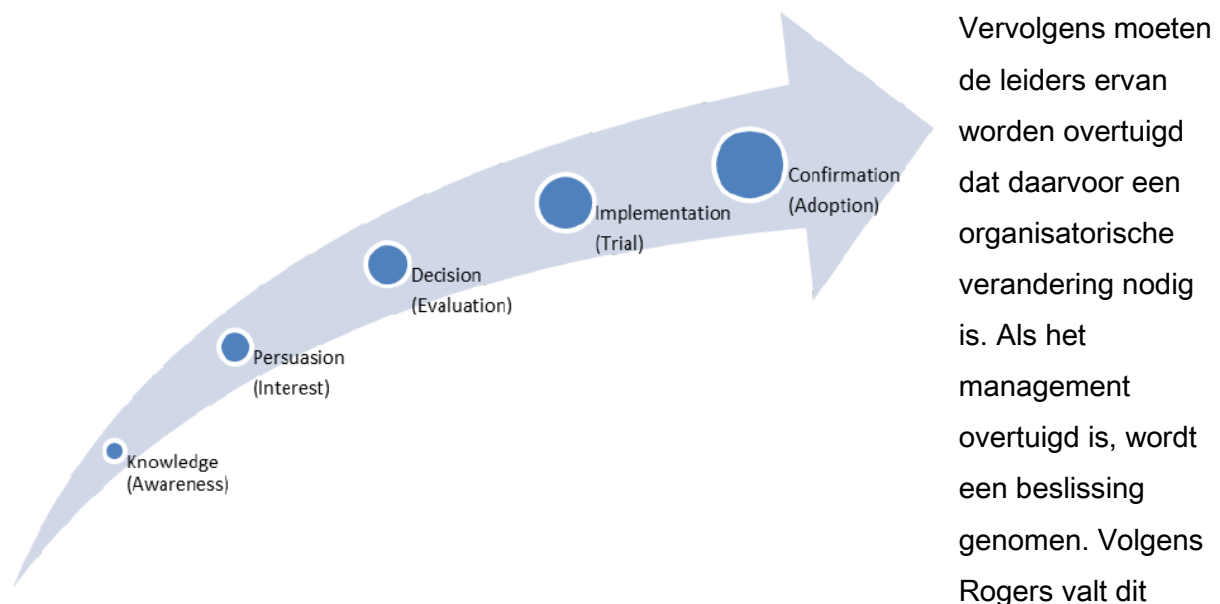 Knowledge
(Awareness)
Persuasion
(Interest)
Decision
(Evaluation)
Implementation
(Trial)
Confirmation
(Adoption)
Vervolgens moeten
de leiders ervan
worden overtuigd
dat daarvoor een
organisatorische
verandering nodig
is. Als het
management
overtuigd is, wordt
een beslissing
genomen. Volgens
Rogers valt dit